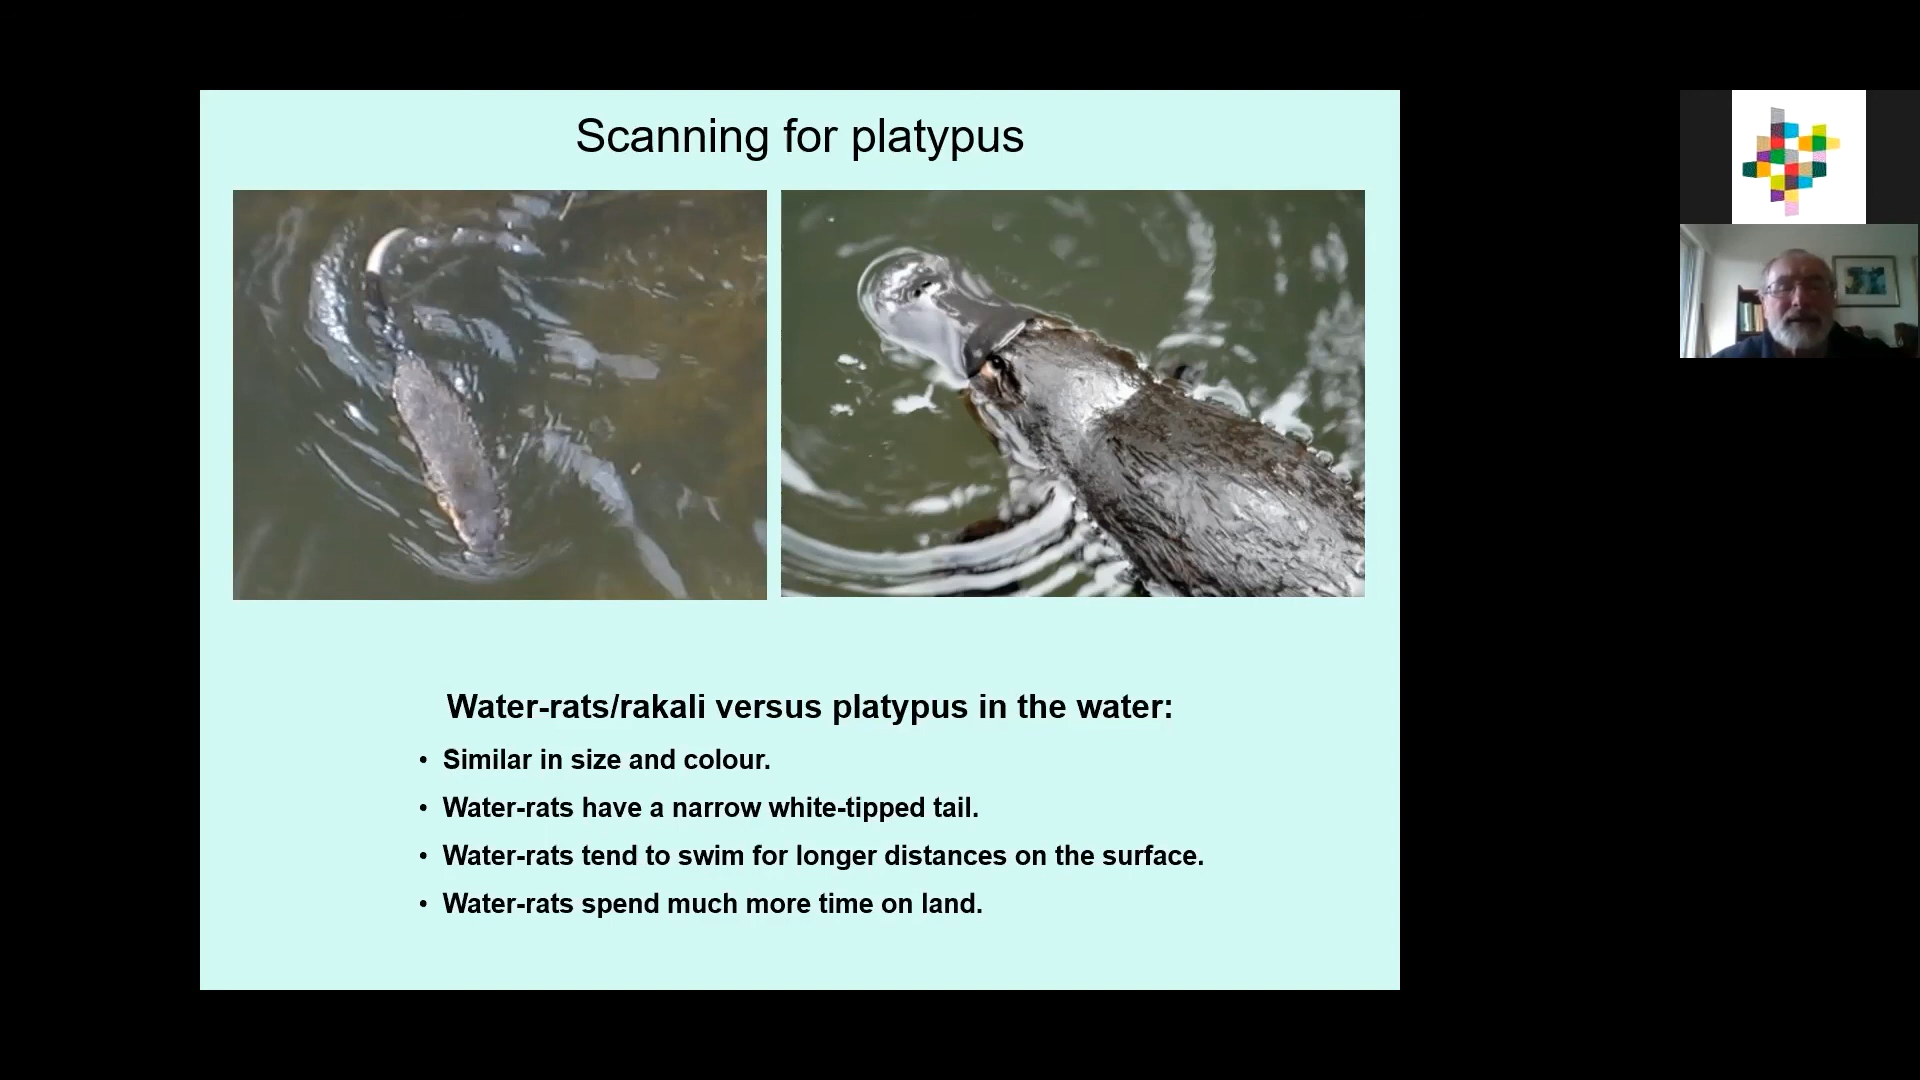 Scanning for platypus
Water-rats/rakali versus platypus in the water:
• Similar in size and colour.
• Water-rats have a narrow white-tipped tail.
• Water-rats tend to swim for longer distances on the surface.
• Water-rats spend much more time on land.